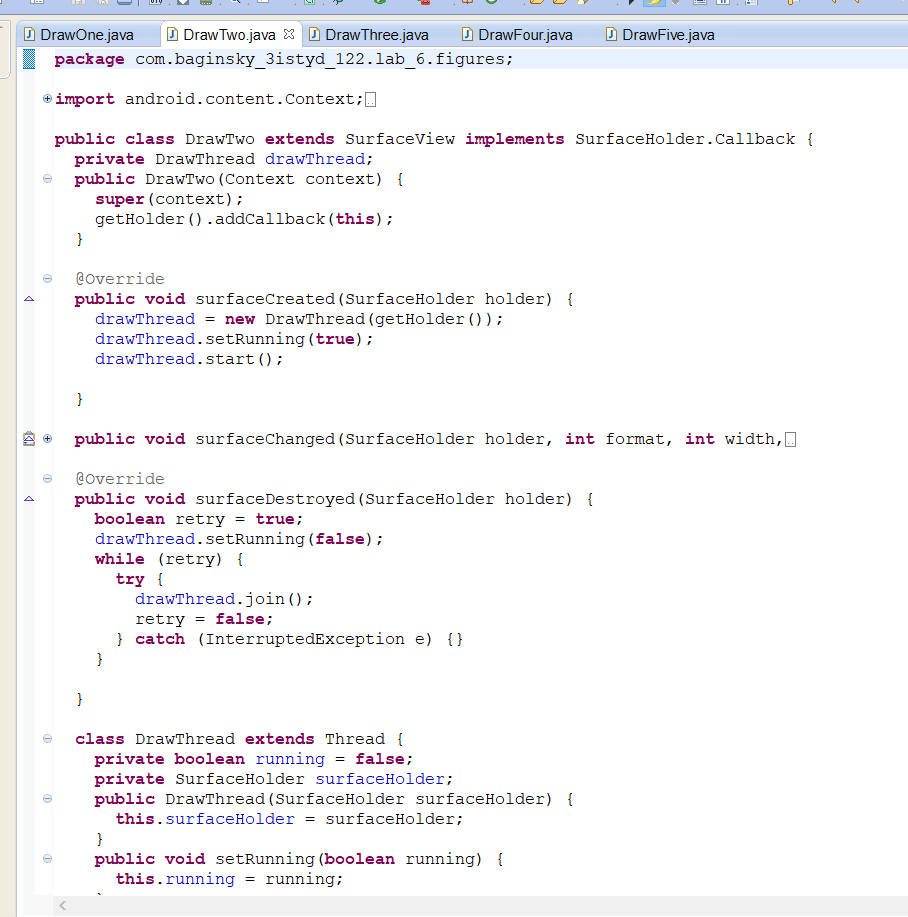 DrawOne.java DrawTwo.java DrawThree.java DrawFour.java DrawFive.java
package com.baginsky_3istyd_122.lab_6.figures;
import android.content.Context;
public class DrawTwo extends SurfaceView implements SurfaceHolder.Callback {
private DrawThread drawThread;
public DrawTwo(Context context) {
super(context);
getHolder().addCallback(this);
}
@Override
public void surfaceCreated(SurfaceHolder holder) {
drawThread = new DrawThread(getHolder());
drawThread.setRunning(true);
drawThread.start();
}
public void surfaceChanged(SurfaceHolder holder, int format, int width,
@Override
public void surfaceDestroyed(SurfaceHolder holder) {
boolean retry = true;
drawThread.setRunning(false);
while (retry) {
try {
drawThread.join();
retry = false;
} catch (InterruptedException e) {}
}
}
class DrawThread extends Thread {
private boolean running = false;
private SurfaceHolder surfaceHolder;
public DrawThread(SurfaceHolder surfaceHolder) {
this.surfaceHolder = surfaceHolder;
}
public void setRunning(boolean running) {
this.running = running;